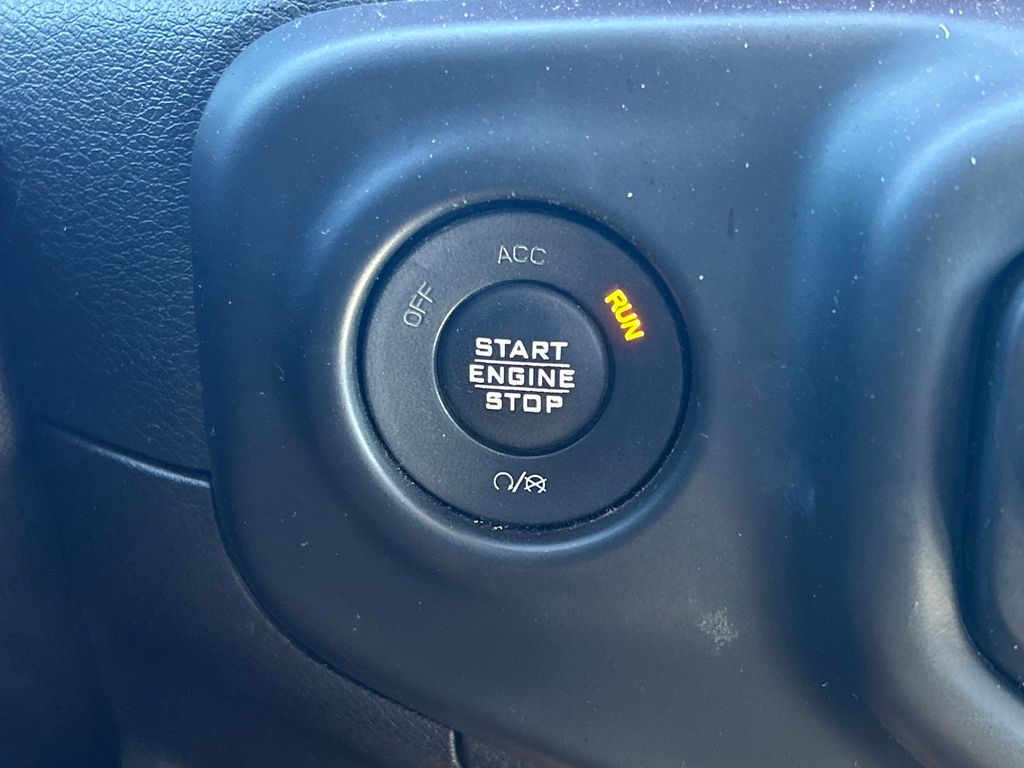 ACC
OFF
RUN
START
ENGINE
STOP